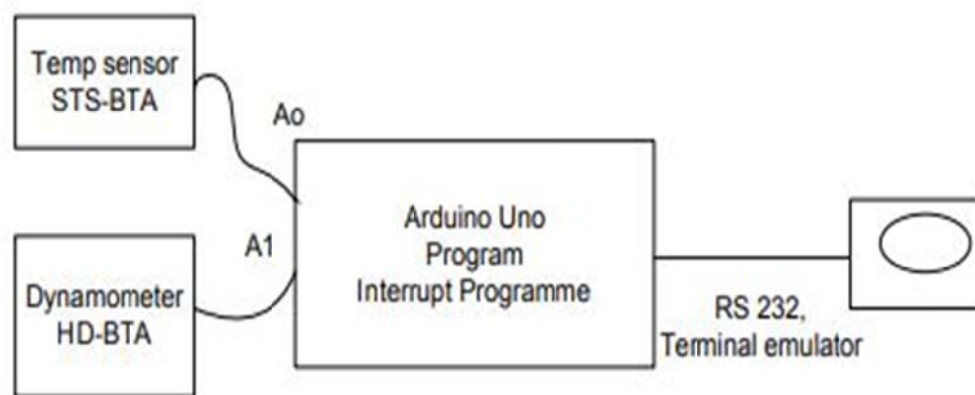 Temp sensor
STS-BTA
Ao
Arduino Uno
Program
Interrupt Programme
A1
Dynamometer
HD-BTA
RS 232,
Terminal emulator